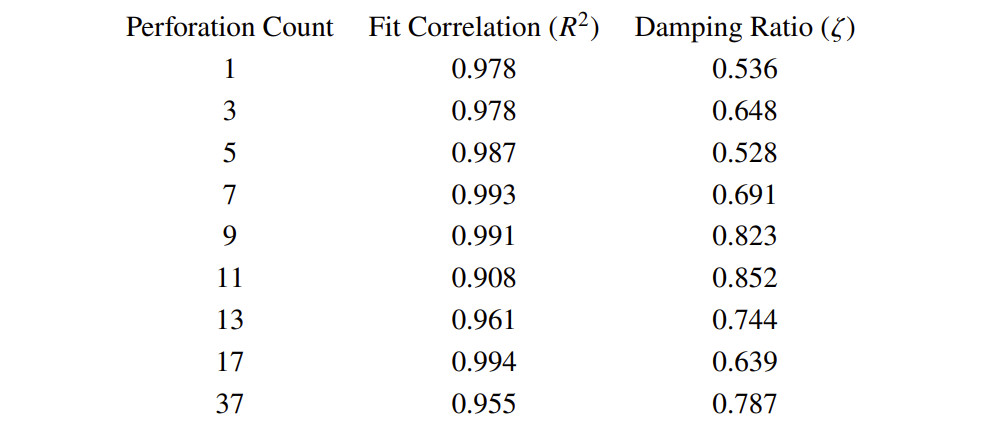 Perforation Count Fit Correlation (R²) Damping Ratio (ζ)
1 0.978 0.536
3 0.978 0.648
5 0.987 0.528
7 0.993 0.691
9 0.991 0.823
11 0.908 0.852
13 0.961 0.744
17 0.994 0.639
37 0.955 0.787